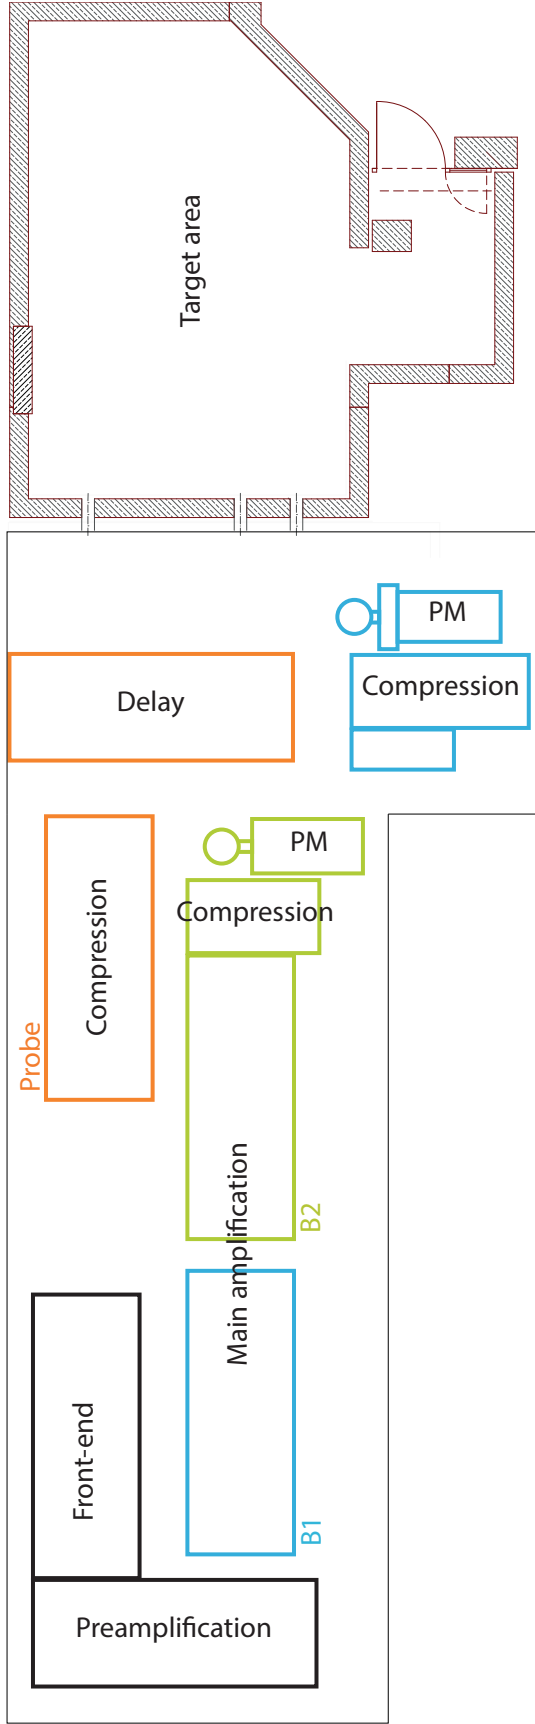 Target area
PM
Delay
Compression
PM
Compression
Compression
Probe
Main amplification
B2
Front-end
B1
Preamplification